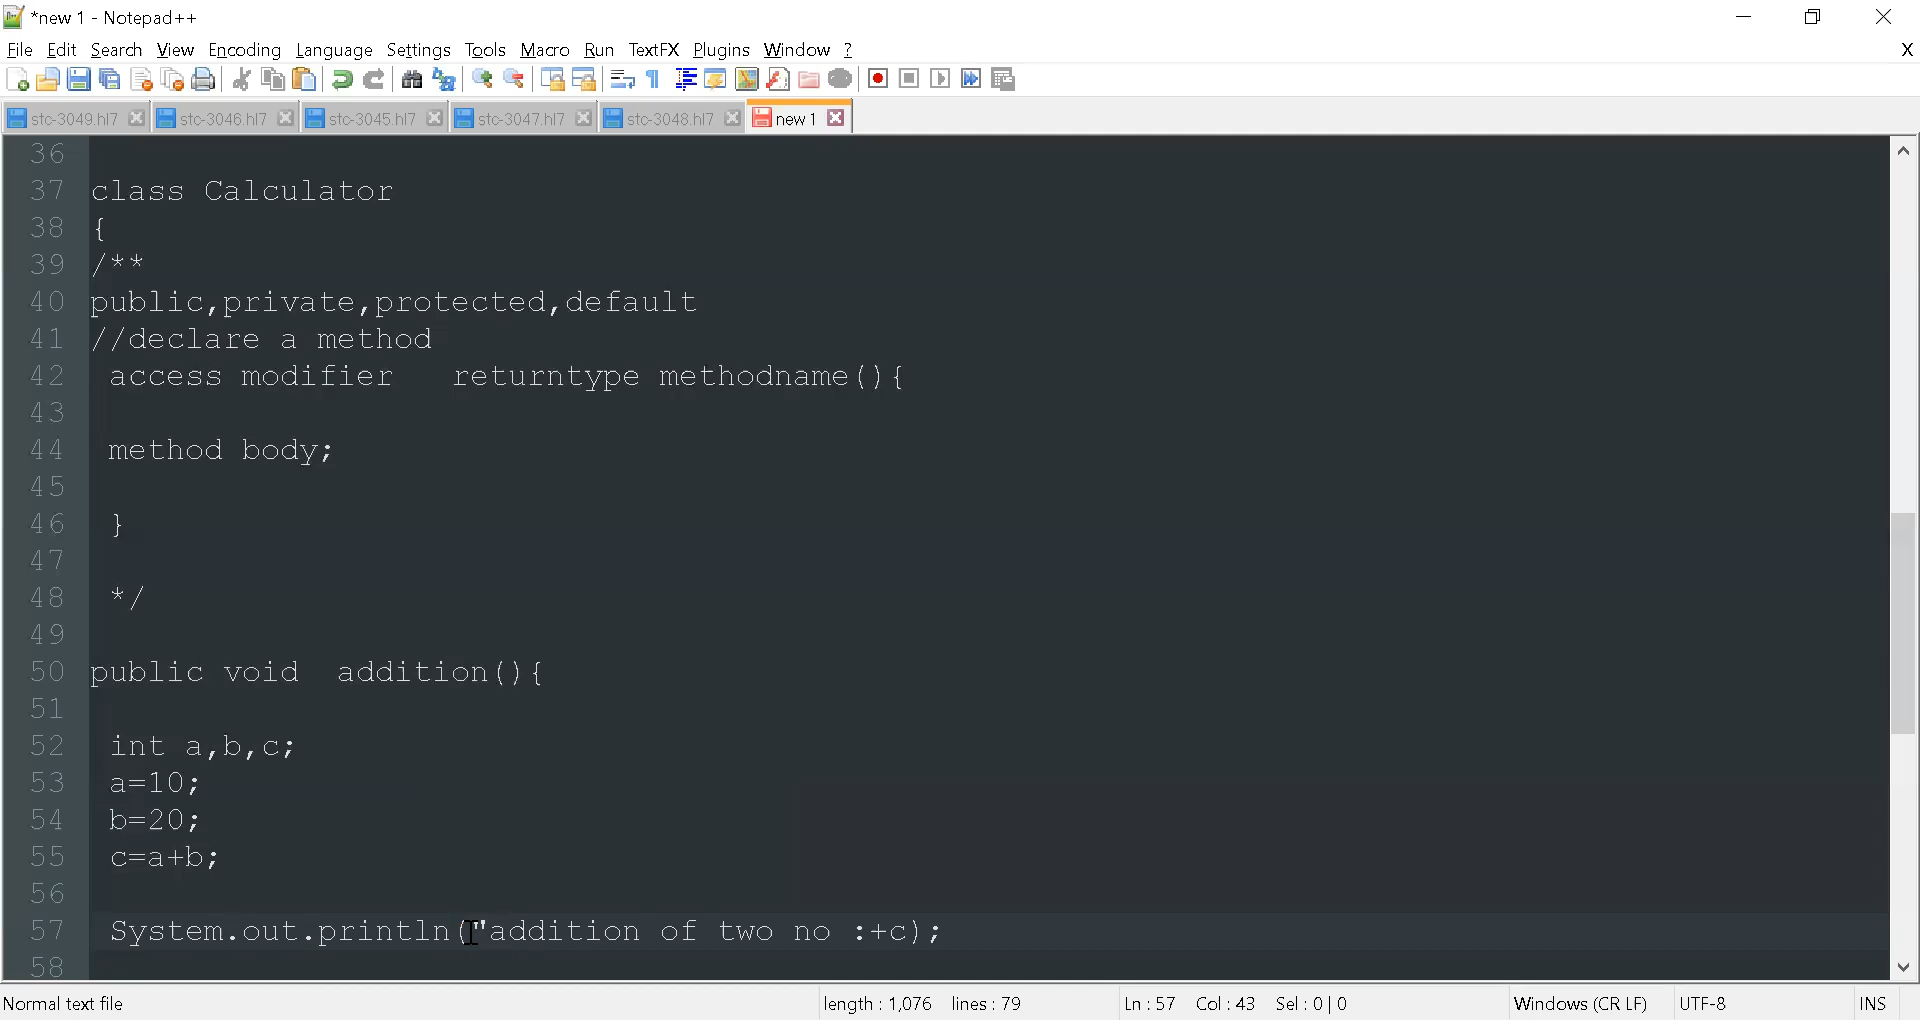 *new 1 - Notepad++
File Edit Search View Encoding Language Settings Tools Macro Run TextFX Plugins Window ? X
stc-3049.hl7 stc-3046.hl7 stc-3045.hl7 stc-3047.hl7 stc-3048.hl7 new 1
36
37 class Calculator
38 {
39 /**
40 public,private,protected,default
41 //declare a method
42 access modifier   returntype methodname(){
43
44 method body;
45
46 }
47
48 */
49
50 public void  addition(){
51
52 int a,b,c;
53 a=10;
54 b=20;
55 c=a+b;
56
57 System.out.println("addition of two no :+c);
58
Normal text file length : 1,076 lines : 79 Ln : 57 Col : 43 Sel : 0 | 0 Windows (CR LF) UTF-8 INS